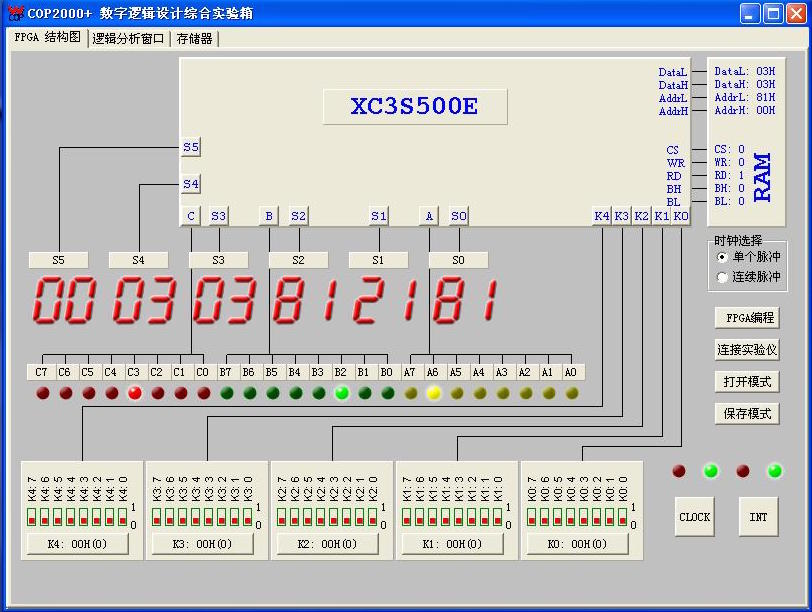 COP2000+ 数字逻辑设计综合实验箱
FPGA 结构图 逻辑分析窗口 存储器
XC3S500E
DataL DataL: 03H
DataH DataH: 03H
AddrL AddrL: 81H
AddrH AddrH: 00H
S5
S4
CS CS: 0
WR WR: 0
RD RD: 1
BH BH: 0
BL BL: 0
RAM
C S3 B S2 S1 A S0 K4 K3 K2 K1 K0
S5 S4 S3 S2 S1 S0
00 03 03 81 21 81
时钟选择
单个脉冲
连续脉冲
FPGA编程
连接实验仪
打开模式
保存模式
C7 C6 C5 C4 C3 C2 C1 C0 B7 B6 B5 B4 B3 B2 B1 B0 A7 A6 A5 A4 A3 A2 A1 A0
K4:7 K4:6 K4:5 K4:4 K4:3 K4:2 K4:1 K4:0
1
0
K4: 00H(0)
K3:7 K3:6 K3:5 K3:4 K3:3 K3:2 K3:1 K3:0
1
0
K3: 00H(0)
K2:7 K2:6 K2:5 K2:4 K2:3 K2:2 K2:1 K2:0
1
0
K2: 00H(0)
K1:7 K1:6 K1:5 K1:4 K1:3 K1:2 K1:1 K1:0
1
0
K1: 00H(0)
K0:7 K0:6 K0:5 K0:4 K0:3 K0:2 K0:1 K0:0
1
0
K0: 00H(0)
CLOCK INT